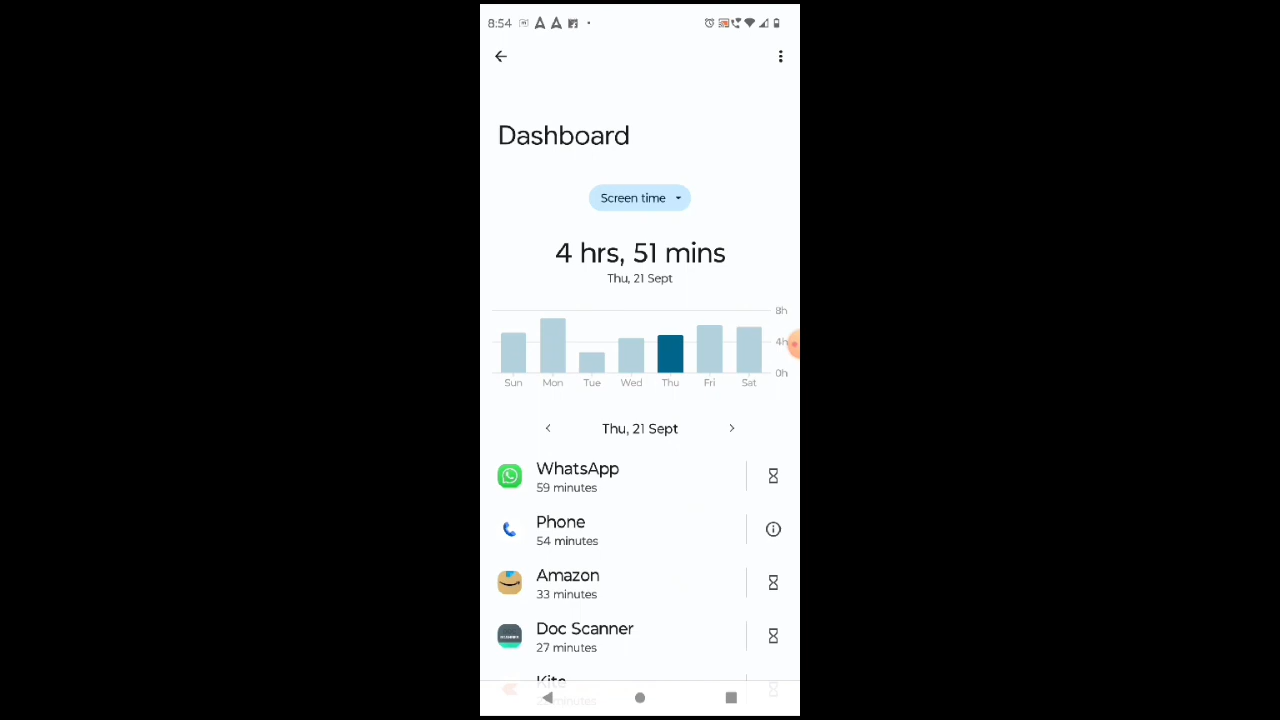 8:54
Dashboard
Screen time
4 hrs, 51 mins
Thu, 21 Sept
8h
4h
0h
Sun Mon Tue Wed Thu Fri Sat
Thu, 21 Sept
WhatsApp
59 minutes
Phone
54 minutes
Amazon
33 minutes
Doc Scanner
27 minutes
Kite
minutes